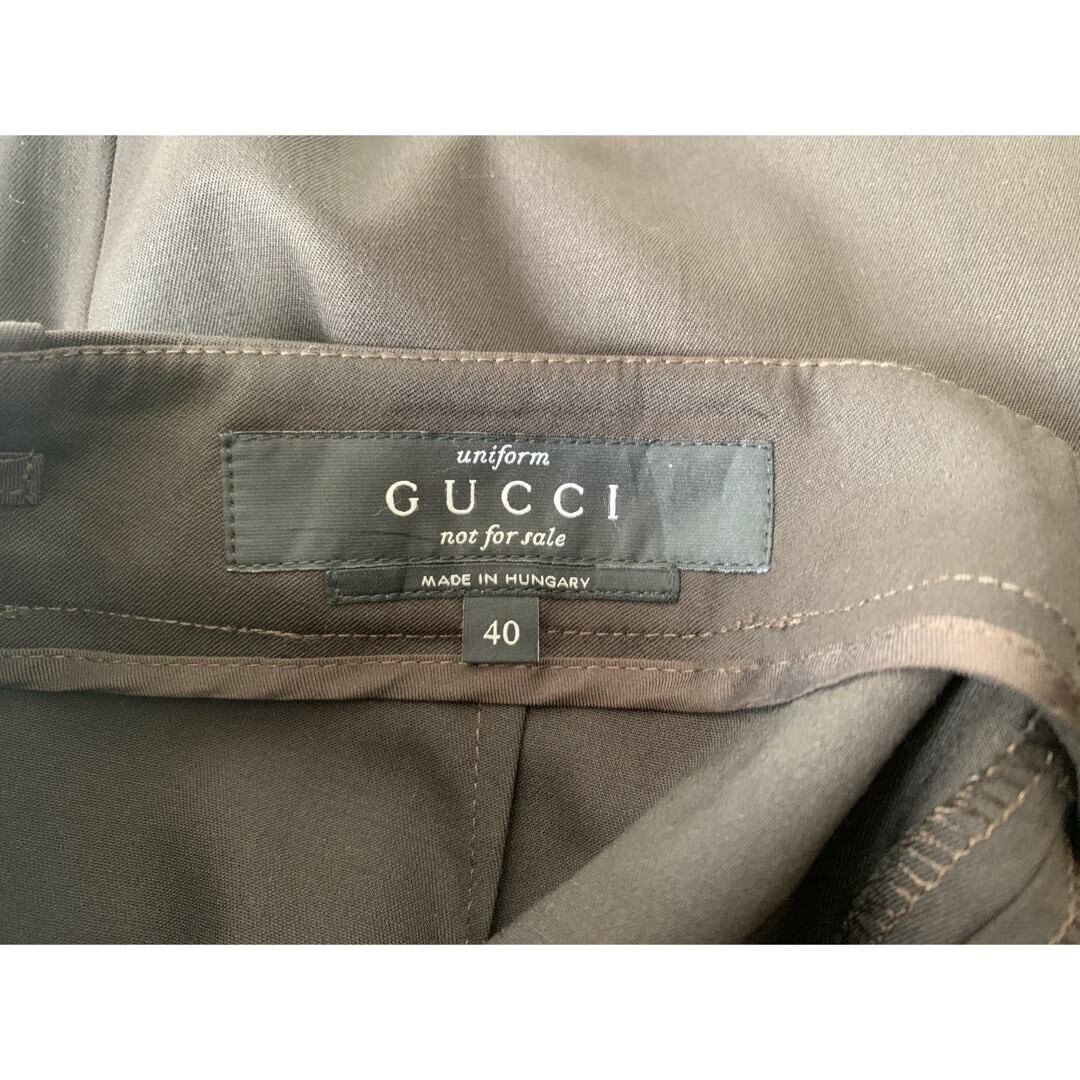 uniform
GUCCI
not for sale
MADE IN HUNGARY
40